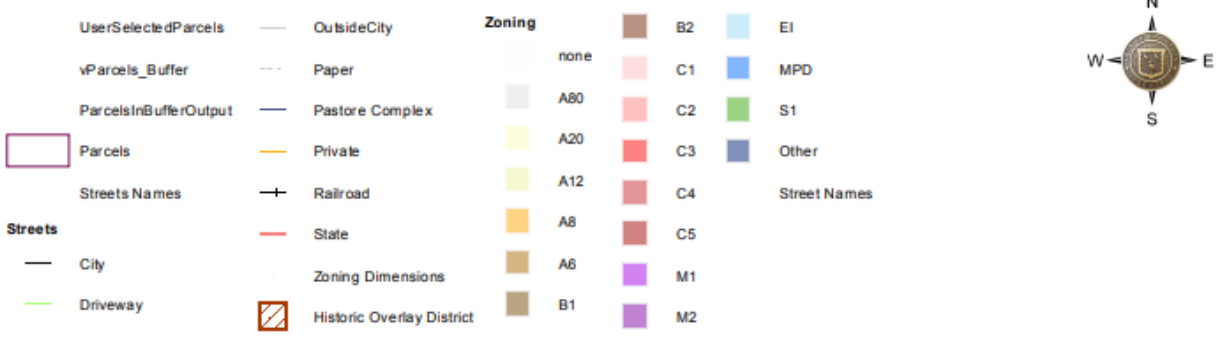 UserSelectedParcels
vParcels_Buffer
ParcelsInBufferOutput
Parcels
Streets Names
Streets
City
Driveway
OutsideCity
Paper
Pastore Complex
Private
Railroad
State
Zoning Dimensions
Historic Overlay District
Zoning
none
A80
A20
A12
A8
A6
B1
B2
C1
C2
C3
C4
C5
M1
M2
EI
MPD
S1
Other
Street Names
N
W E
S